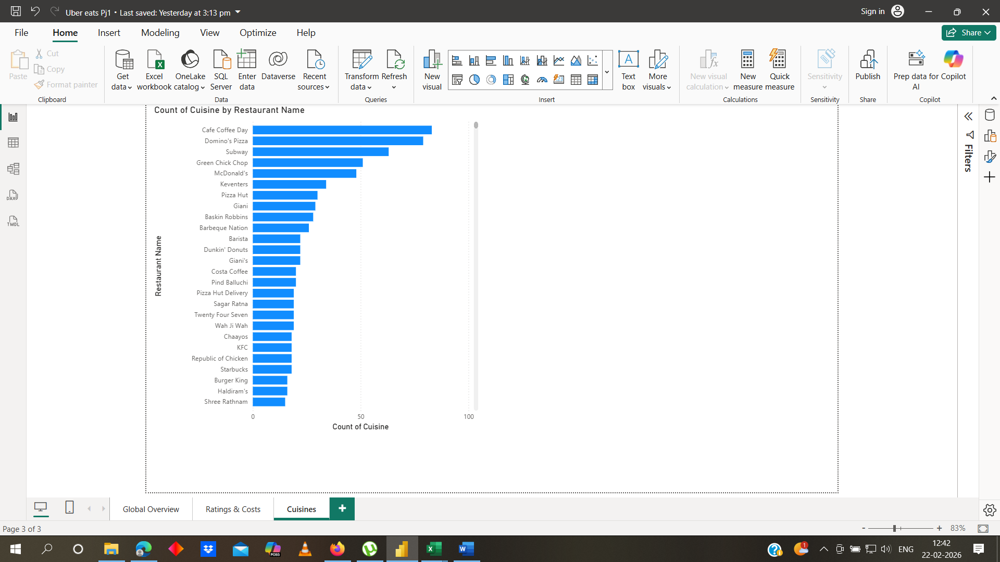 Uber eats Pj1 • Last saved: Yesterday at 3:13 pm
Sign in
File
Home
Insert
Modeling
View
Optimize
Help
Share
Paste
Cut
Copy
Format painter
Clipboard
Get data
Excel workbook
OneLake catalog
SQL Server
Enter data
Dataverse
Recent sources
Data
Transform data
Refresh
Queries
New visual
Text box
More visuals
Insert
New visual calculation
New measure
Quick measure
Calculations
Sensitivity
Sensitivity
Publish
Share
Prep data for AI
Copilot
Copilot
DAX
TMDL
Filters
Count of Cuisine by Restaurant Name
Restaurant Name
Cafe Coffee Day
Domino's Pizza
Subway
Green Chick Chop
McDonald's
Keventers
Pizza Hut
Giani
Baskin Robbins
Barbeque Nation
Barista
Dunkin' Donuts
Giani's
Costa Coffee
Pind Balluchi
Pizza Hut Delivery
Sagar Ratna
Twenty Four Seven
Wah Ji Wah
Chaayos
KFC
Republic of Chicken
Starbucks
Burger King
Haldiram's
Shree Rathnam
0 50 100
Count of Cuisine
Global Overview
Ratings & Costs
Cuisines
Page 3 of 3
- + 83%
M365
1
ENG
12:42
22-02-2026